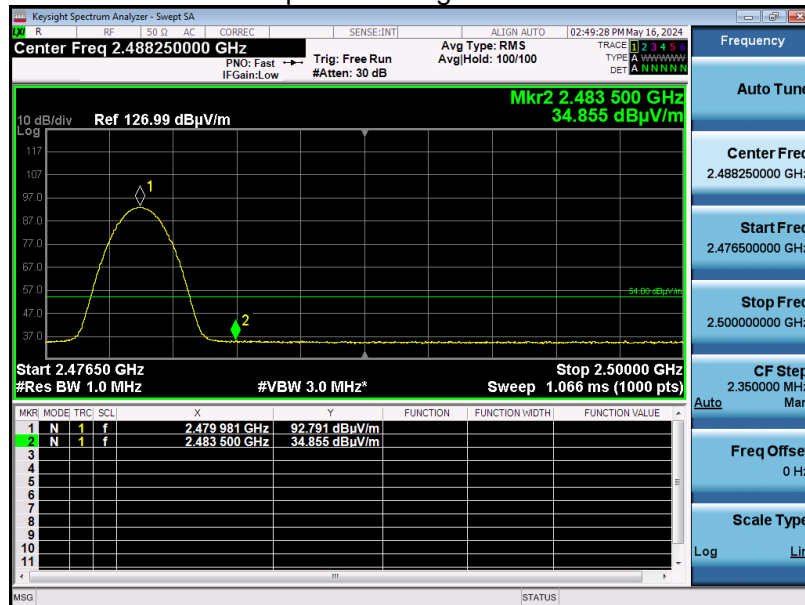 Keysight Spectrum Analyzer - Swept SA
LXI R RF 50 Ω AC CORREC SENSE:INT ALIGN AUTO 02:49:28 PM May 16, 2024
Center Freq 2.488250000 GHz
PNO: Fast
IFGain:Low
Trig: Free Run
#Atten: 30 dB
Avg Type: RMS
Avg|Hold: 100/100
TRACE 1 2 3 4 5 6
TYPE A WWWWW
DET A N N N N N
Mkr2 2.483 500 GHz
34.855 dBµV/m
10 dB/div Ref 126.99 dBµV/m
Log
117
107
97.0
87.0
77.0
67.0
57.0
47.0
37.0
1
2
54.00 dBµV/m
Start 2.47650 GHz Stop 2.50000 GHz
#Res BW 1.0 MHz #VBW 3.0 MHz* Sweep 1.066 ms (1000 pts)
MKR MODE TRC SCL X Y FUNCTION FUNCTION WIDTH FUNCTION VALUE
1 N 1 f 2.479 981 GHz 92.791 dBµV/m
2 N 1 f 2.483 500 GHz 34.855 dBµV/m
3
4
5
6
7
8
9
10
11
MSG STATUS
Frequency
Auto Tune
Center Freq
2.488250000 GHz
Start Freq
2.476500000 GHz
Stop Freq
2.500000000 GHz
CF Step
2.350000 MHz
Auto Man
Freq Offset
0 Hz
Scale Type
Log Lin